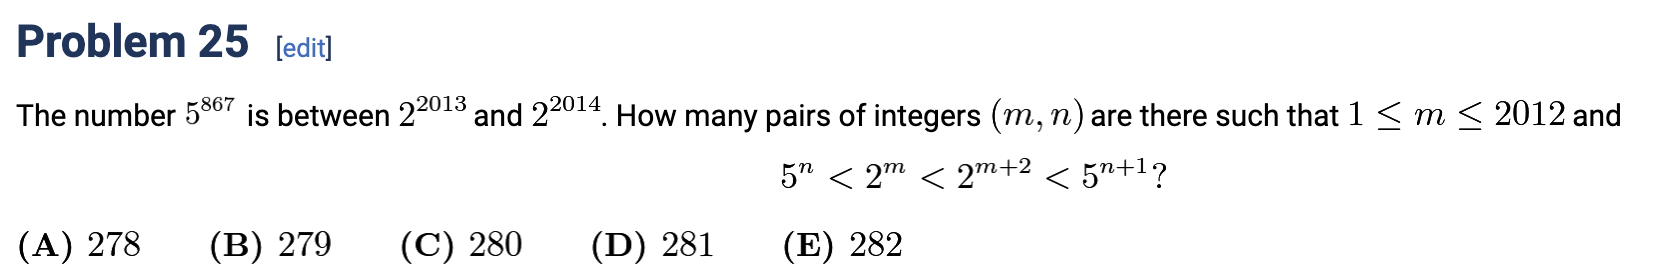 Problem 25 [edit]
The number 5^867 is between 2^2013 and 2^2014. How many pairs of integers (m, n) are there such that 1 ≤ m ≤ 2012 and
5^n < 2^m < 2^{m+2} < 5^{n+1}?
(A) 278 (B) 279 (C) 280 (D) 281 (E) 282